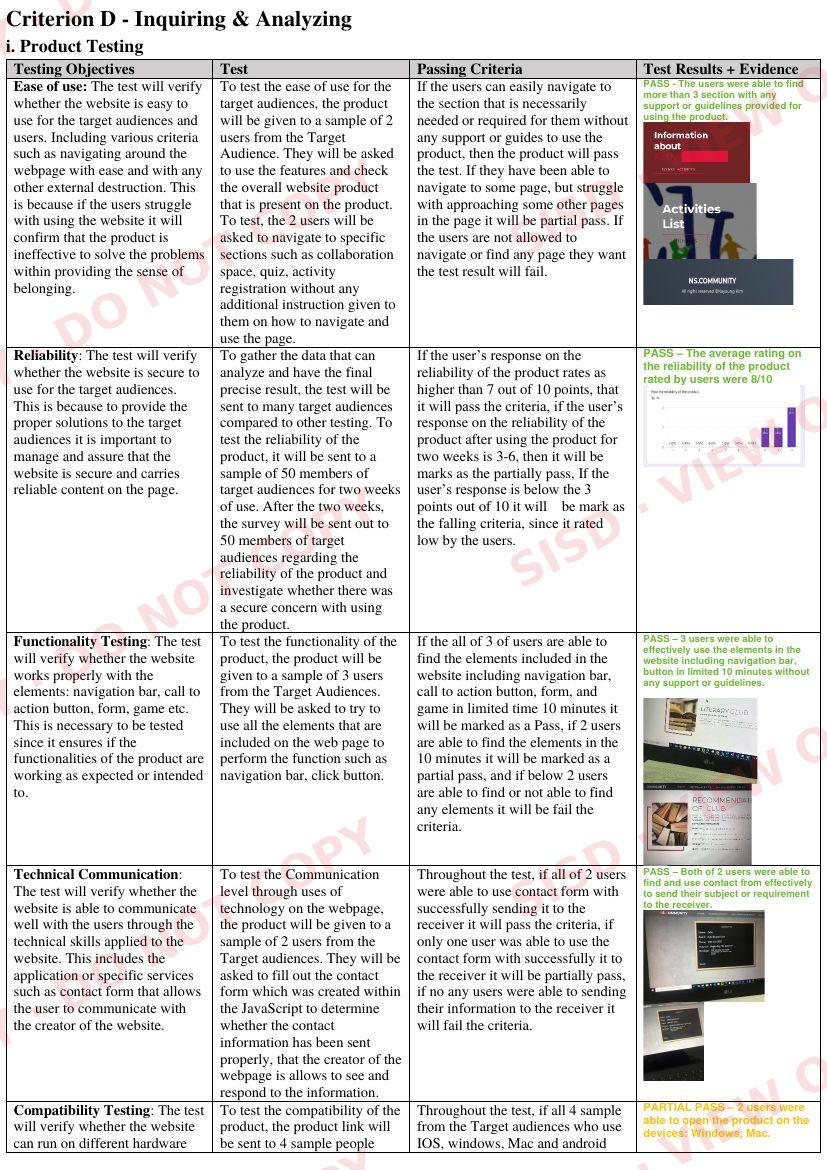 Criterion D - Inquiring & Analyzing
i. Product Testing
Testing Objectives
Test
Passing Criteria
Test Results + Evidence
Ease of use: The test will verify
whether the website is easy to
use for the target audiences and
users. Including various criteria
such as navigating around the
webpage with ease and with any
other external destruction. This
is because if the users struggle
with using the website it will
confirm that the product is
ineffective to solve the problems
within providing the sense of
belonging.
To test the ease of use for the
target audiences, the product
will be given to a sample of 2
users from the Target
Audience. They will be asked
to use the features and check
the overall website product
that is present on the product.
To test, the 2 users will be
asked to navigate to specific
sections such as collaboration
space, quiz, activity
registration without any
additional instruction given to
them on how to navigate and
use the page.
If the users can easily navigate to
the section that is necessarily
needed or required for them without
any support or guides to use the
product, then the product will pass
the test. If they have been able to
navigate to some page, but struggle
with approaching some other pages
in the page it will be partial pass. If
the users are not allowed to
navigate or find any page they want
the test result will fail.
PASS - The users were able to find
more than 3 section with any
support or guidelines provided for
using the product.
Information
about
Activities
List
NS.COMMUNITY
Reliability: The test will verify
whether the website is secure to
use for the target audiences.
This is because to provide the
proper solutions to the target
audiences it is important to
manage and assure that the
website is secure and carries
reliable content on the page.
To gather the data that can
analyze and have the final
precise result, the test will be
sent to many target audiences
compared to other testing. To
test the reliability of the
product, it will be sent to a
sample of 50 members of
target audiences for two weeks
of use. After the two weeks,
the survey will be sent out to
50 members of target
audiences regarding the
reliability of the product and
investigate whether there was
a secure concern with using
the product.
If the user's response on the
reliability of the product rates as
higher than 7 out of 10 points, that
it will pass the criteria, if the user's
response on the reliability of the
product after using the product for
two weeks is 3-6, then it will be
marks as the partially pass, If the
user's response is below the 3
points out of 10 it will be mark as
the falling criteria, since it rated
low by the users.
PASS – The average rating on
the reliability of the product
rated by users were 8/10
Functionality Testing: The test
will verify whether the website
works properly with the
elements: navigation bar, call to
action button, form, game etc.
This is necessary to be tested
since it ensures if the
functionalities of the product are
working as expected or intended
to.
To test the functionality of the
product, the product will be
given to a sample of 3 users
from the Target Audiences.
They will be asked to try to
use all the elements that are
included on the web page to
perform the function such as
navigation bar, click button.
If the all of 3 of users are able to
find the elements included in the
website including navigation bar,
call to action button, form, and
game in limited time 10 minutes it
will be marked as a Pass, if 2 users
are able to find the elements in the
10 minutes it will be marked as a
partial pass, and if below 2 users
are able to find or not able to find
any elements it will be fail the
criteria.
PASS – 3 users were able to
effectively use the elements in the
website including navigation bar,
button in limited 10 minutes without
any support or guidelines.
LITERARY CLUB
RECOMMENDAT
OF CLUB
Technical Communication:
The test will verify whether the
website is able to communicate
well with the users through the
technical skills applied to the
website. This includes the
application or specific services
such as contact form that allows
the user to communicate with
the creator of the website.
To test the Communication
level through uses of
technology on the webpage,
the product will be given to a
sample of 2 users from the
Target audiences. They will be
asked to fill out the contact
form which was created within
the JavaScript to determine
whether the contact
information has been sent
properly, that the creator of the
webpage is allows to see and
respond to the information.
Throughout the test, if all of 2 users
were able to use contact form with
successfully sending it to the
receiver it will pass the criteria, if
only one user was able to use the
contact form with successfully it to
the receiver it will be partially pass,
if no any users were able to sending
their information to the receiver it
will fail the criteria.
PASS – Both of 2 users were able to
find and use contact from effectively
to send their subject or requirement
to the receiver.
Compatibility Testing: The test
will verify whether the website
can run on different hardware
To test the compatibility of the
product, the product link will
be sent to 4 sample people
Throughout the test, if all 4 sample
from the Target audiences who use
IOS, windows, Mac and android
PARTIAL PASS – 2 users were
able to open the product on the
devices: Windows, Mac.
SISD . VIEW O
DO NOT COPY